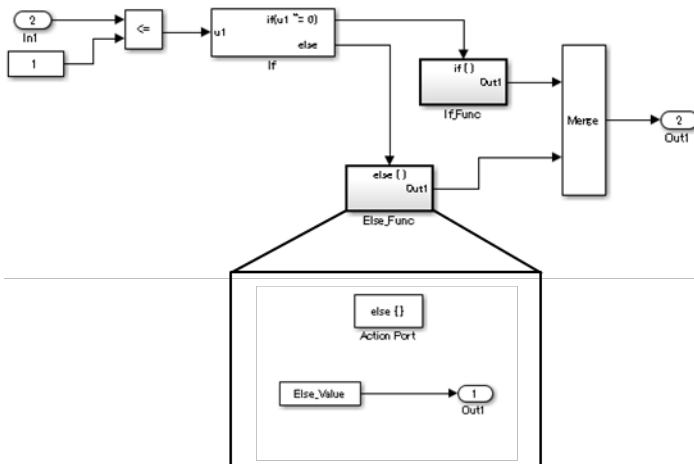 2
In1
1
<=
u1
if(u1 ~= 0)
else
If
if { }
Out1
If_Func
Merge
2
Out1
else { }
Out1
Else_Func
else {}
Action Port
Else_Value
1
Out1